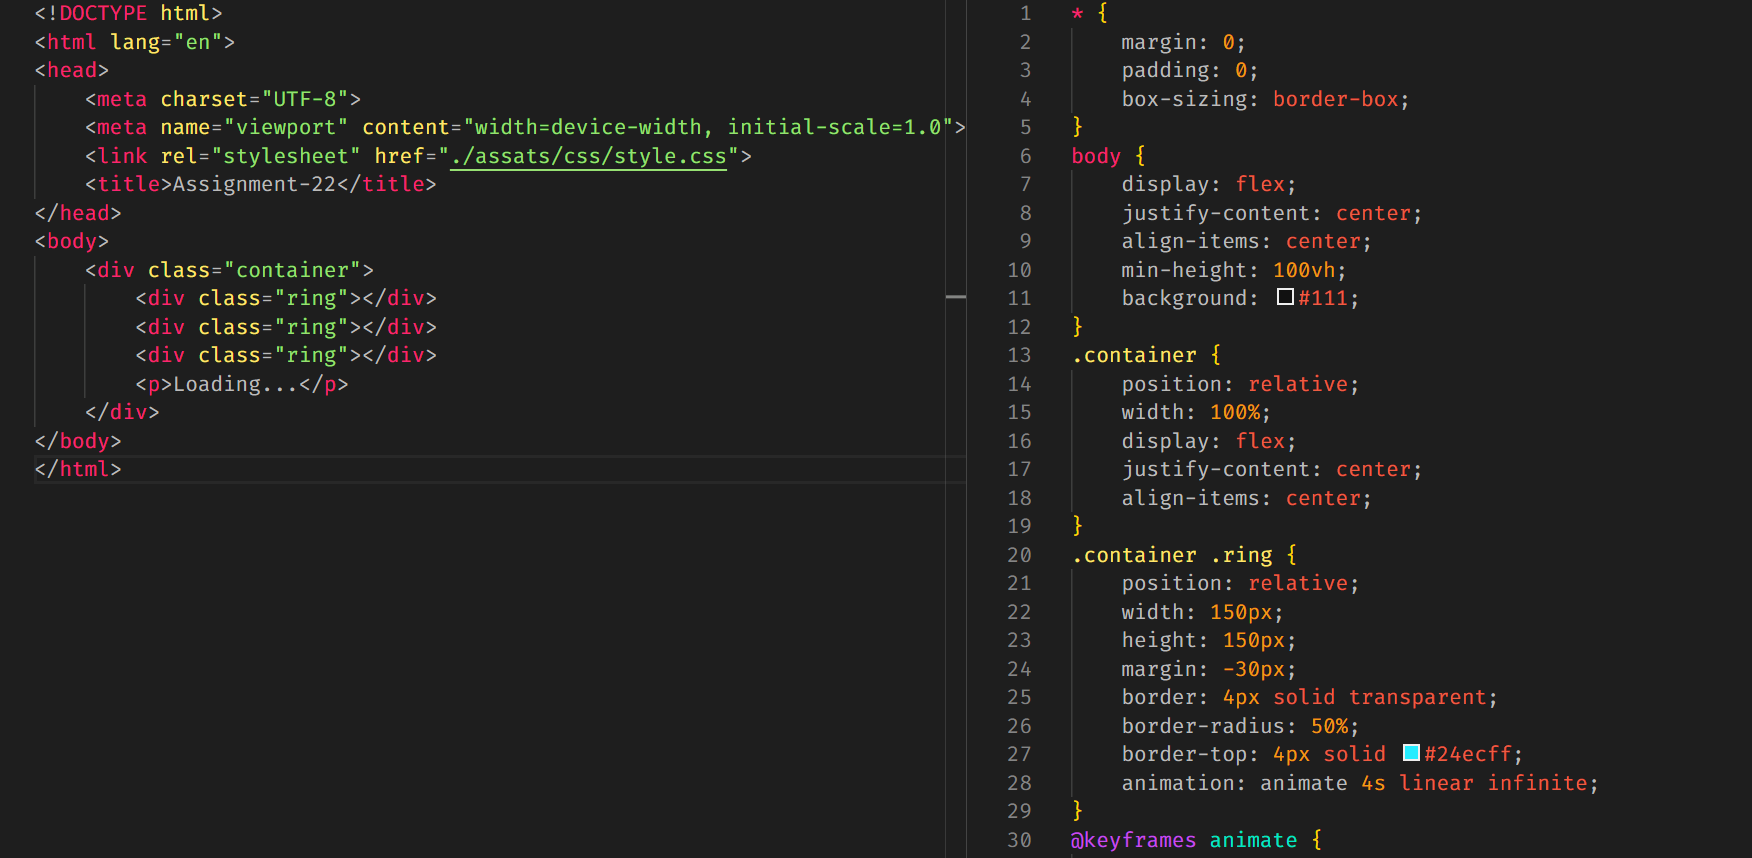 <!DOCTYPE html>
<html lang="en">
<head>
    <meta charset="UTF-8">
    <meta name="viewport" content="width=device-width, initial-scale=1.0">
    <link rel="stylesheet" href="./assats/css/style.css">
    <title>Assignment-22</title>
</head>
<body>
    <div class="container">
        <div class="ring"></div>
        <div class="ring"></div>
        <div class="ring"></div>
        <p>Loading...</p>
    </div>
</body>
</html>
1 * {
2     margin: 0;
3     padding: 0;
4     box-sizing: border-box;
5 }
6 body {
7     display: flex;
8     justify-content: center;
9     align-items: center;
10     min-height: 100vh;
11     background: #111;
12 }
13 .container {
14     position: relative;
15     width: 100%;
16     display: flex;
17     justify-content: center;
18     align-items: center;
19 }
20 .container .ring {
21     position: relative;
22     width: 150px;
23     height: 150px;
24     margin: -30px;
25     border: 4px solid transparent;
26     border-radius: 50%;
27     border-top: 4px solid #24ecff;
28     animation: animate 4s linear infinite;
29 }
30 @keyframes animate {